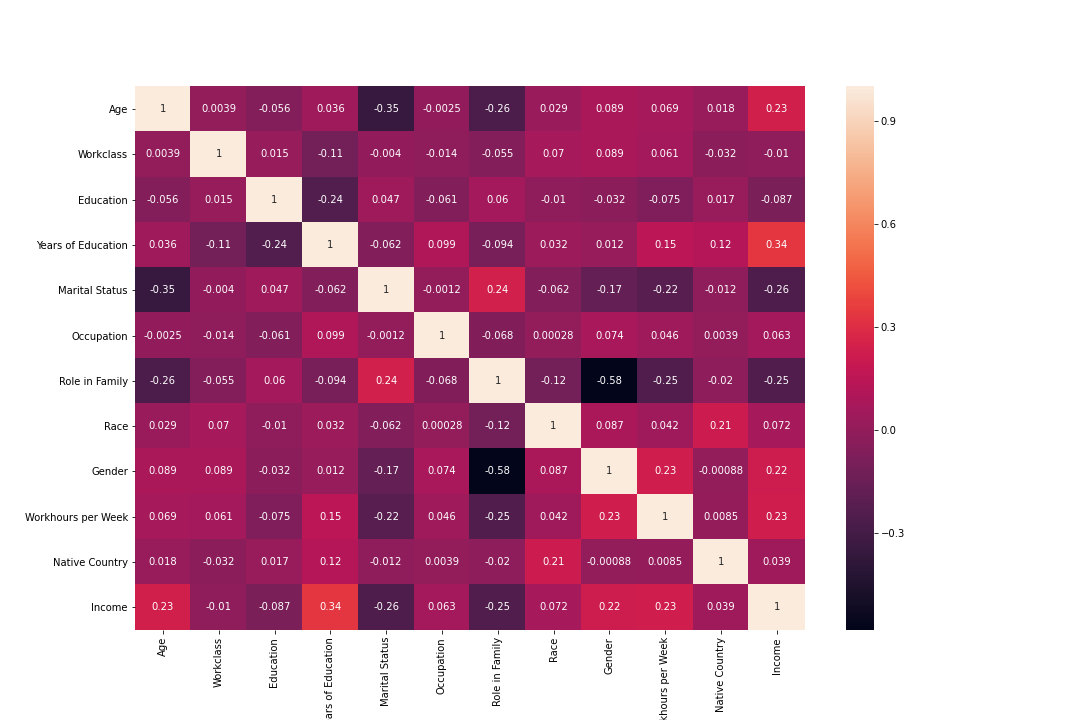 Age 1 0.0039 -0.056 0.036 -0.35 -0.0025 -0.26 0.029 0.089 0.069 0.018 0.23
Workclass 0.0039 1 0.015 -0.11 -0.004 -0.014 -0.055 0.07 0.089 0.061 -0.032 -0.01
Education -0.056 0.015 1 -0.24 0.047 -0.061 0.06 -0.01 -0.032 -0.075 0.017 -0.087
Years of Education 0.036 -0.11 -0.24 1 -0.062 0.099 -0.094 0.032 0.012 0.15 0.12 0.34
Marital Status -0.35 -0.004 0.047 -0.062 1 -0.0012 0.24 -0.062 -0.17 -0.22 -0.012 -0.26
Occupation -0.0025 -0.014 -0.061 0.099 -0.0012 1 -0.068 0.00028 0.074 0.046 0.0039 0.063
Role in Family -0.26 -0.055 0.06 -0.094 0.24 -0.068 1 -0.12 -0.58 -0.25 -0.02 -0.25
Race 0.029 0.07 -0.01 0.032 -0.062 0.00028 -0.12 1 0.087 0.042 0.21 0.072
Gender 0.089 0.089 -0.032 0.012 -0.17 0.074 -0.58 0.087 1 0.23 -0.00088 0.22
Workhours per Week 0.069 0.061 -0.075 0.15 -0.22 0.046 -0.25 0.042 0.23 1 0.0085 0.23
Native Country 0.018 -0.032 0.017 0.12 -0.012 0.0039 -0.02 0.21 -0.00088 0.0085 1 0.039
Income 0.23 -0.01 -0.087 0.34 -0.26 0.063 -0.25 0.072 0.22 0.23 0.039 1
Age
Workclass
Education
ars of Education
Marital Status
Occupation
Role in Family
Race
Gender
khours per Week
Native Country
Income
0.9
0.6
0.3
0.0
−0.3